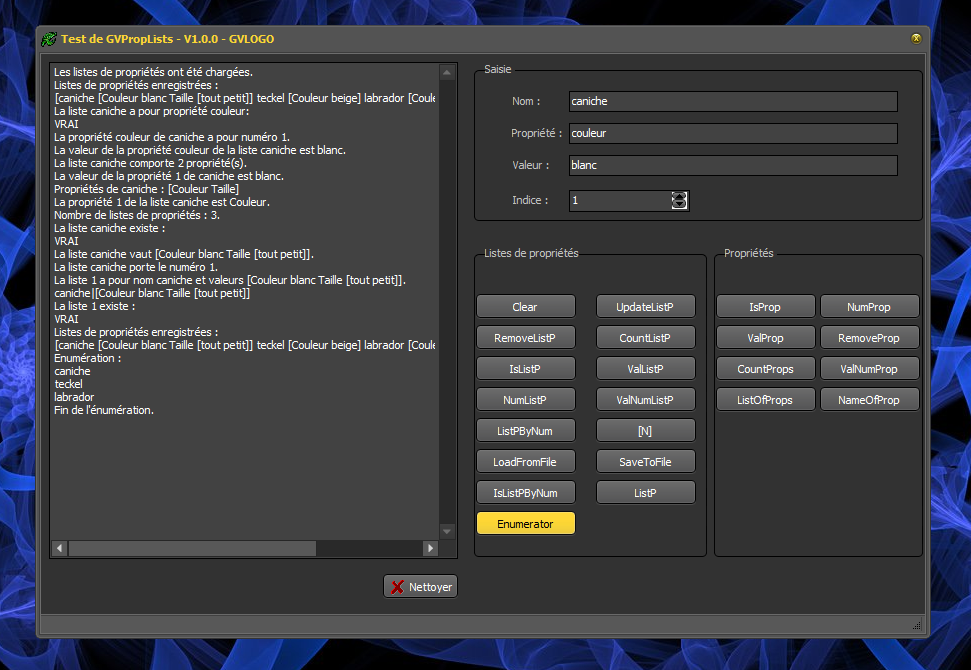 Test de GVPropLists - V1.0.0 - GVLOGO
Les listes de propriétés ont été chargées.
Listes de propriétés enregistrées :
[caniche [Couleur blanc Taille [tout petit]] teckel [Couleur beige] labrador [Coule
La liste caniche a pour propriété couleur:
VRAI
La propriété couleur de caniche a pour numéro 1.
La valeur de la propriété couleur de la liste caniche est blanc.
La liste caniche comporte 2 propriété(s).
La valeur de la propriété 1 de caniche est blanc.
Propriétés de caniche : [Couleur Taille]
La propriété 1 de la liste caniche est Couleur.
Nombre de listes de propriétés : 3.
La liste caniche existe :
VRAI
La liste caniche vaut [Couleur blanc Taille [tout petit]].
La liste caniche porte le numéro 1.
La liste 1 a pour nom caniche et valeurs [Couleur blanc Taille [tout petit]].
caniche|[Couleur blanc Taille [tout petit]]
La liste 1 existe :
VRAI
Listes de propriétés enregistrées :
[caniche [Couleur blanc Taille [tout petit]] teckel [Couleur beige] labrador [Coule
Enumération :
caniche
teckel
labrador
Fin de l'énumération.
Nettoyer
Saisie
Nom : caniche
Propriété : couleur
Valeur : blanc
Indice : 1
Listes de propriétés
Clear UpdateListP
RemoveListP CountListP
IsListP ValListP
NumListP ValNumListP
ListPByNum [N]
LoadFromFile SaveToFile
IsListPByNum ListP
Enumerator
Propriétés
IsProp NumProp
ValProp RemoveProp
CountProps ValNumProp
ListOfProps NameOfProp